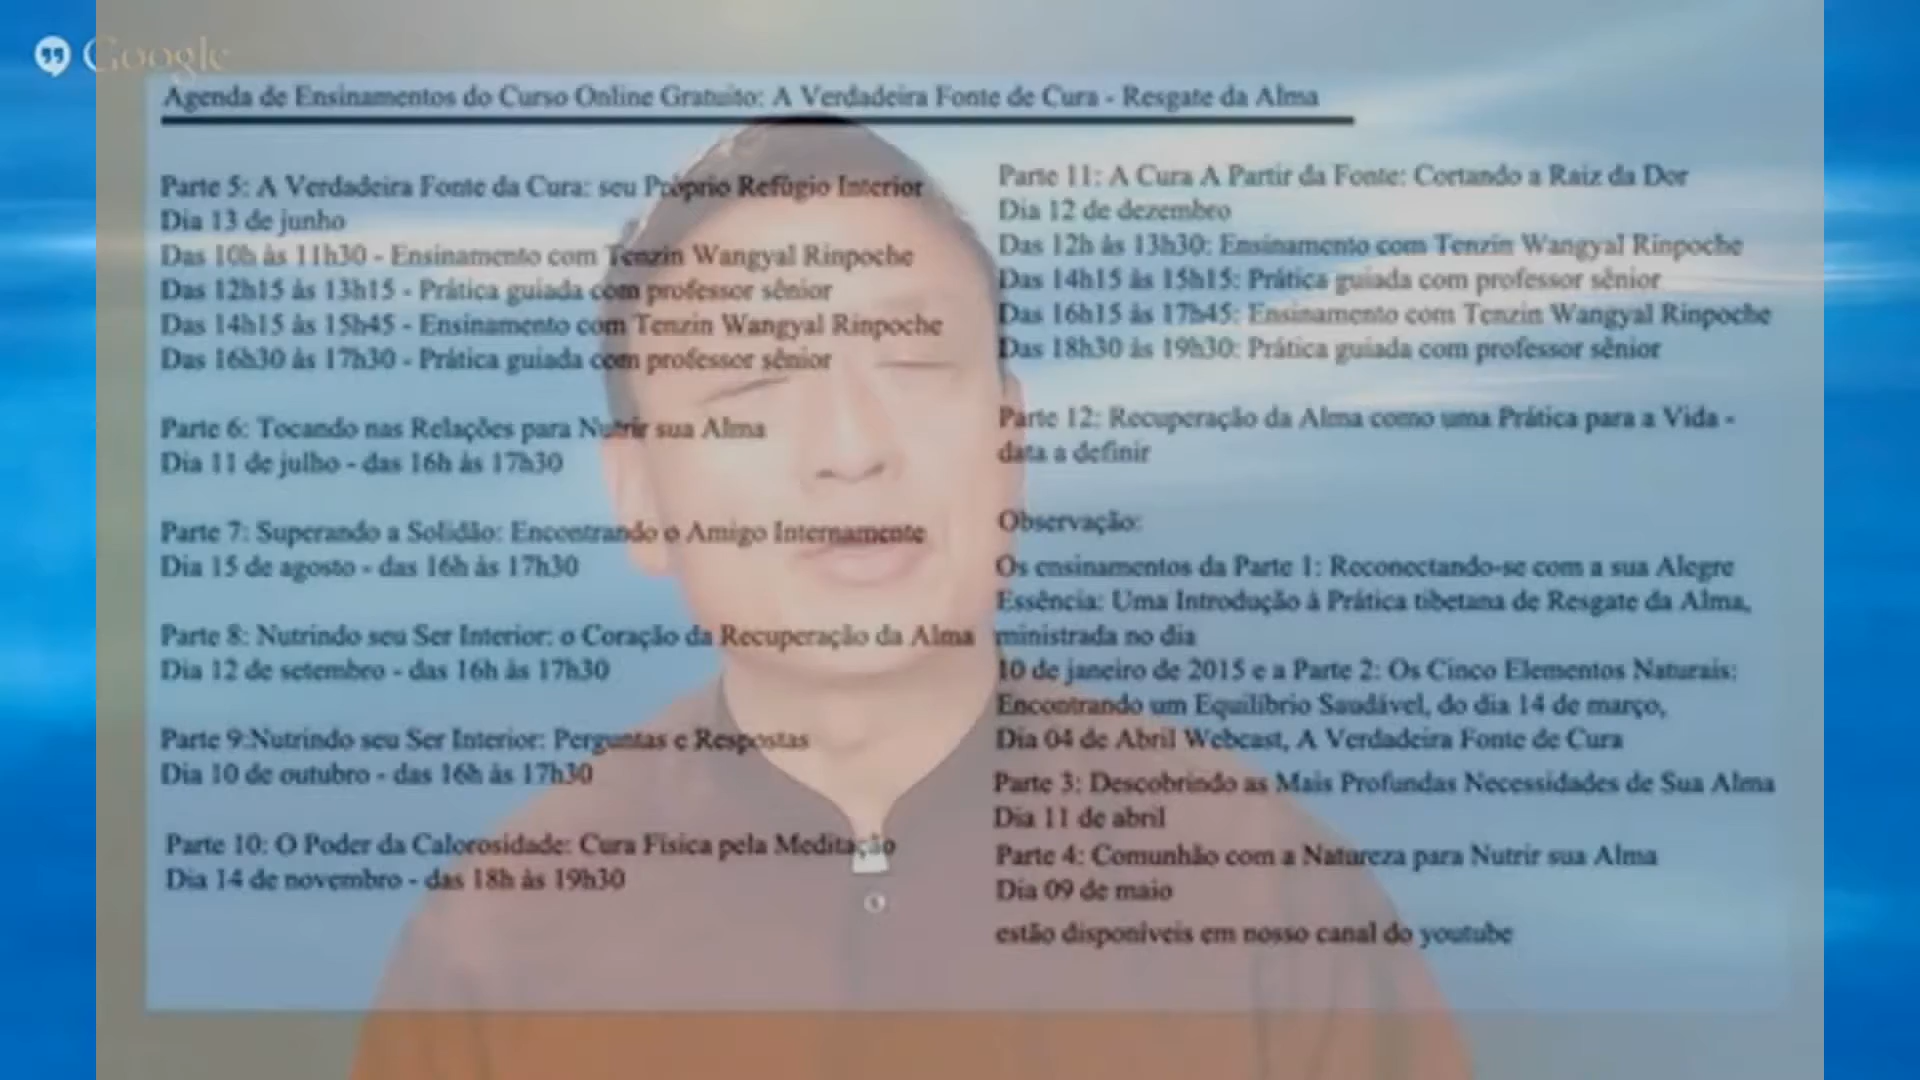 Google
Agenda de Ensinamentos do Curso Online Gratuito: A Verdadeira Fonte de Cura - Resgate da Alma
Parte 5: A Verdadeira Fonte da Cura: seu Próprio Refúgio Interior
Dia 13 de junho
Das 10h às 11h30 - Ensinamento com Tenzin Wangyal Rinpoche
Das 12h15 às 13h15 - Prática guiada com professor sênior
Das 14h15 às 15h45 - Ensinamento com Tenzin Wangyal Rinpoche
Das 16h30 às 17h30 - Prática guiada com professor sênior
Parte 6: Tocando nas Relações para Nutrir sua Alma
Dia 11 de julho - das 16h às 17h30
Parte 7: Superando a Solidão: Encontrando o Amigo Internamente
Dia 15 de agosto - das 16h às 17h30
Parte 8: Nutrindo seu Ser Interior: o Coração da Recuperação da Alma
Dia 12 de setembro - das 16h às 17h30
Parte 9:Nutrindo seu Ser Interior: Perguntas e Respostas
Dia 10 de outubro - das 16h às 17h30
Parte 10: O Poder da Calorosidade: Cura Física pela Meditação
Dia 14 de novembro - das 18h às 19h30
Parte 11: A Cura A Partir da Fonte: Cortando a Raiz da Dor
Dia 12 de dezembro
Das 12h às 13h30: Ensinamento com Tenzin Wangyal Rinpoche
Das 14h15 às 15h15: Prática guiada com professor sênior
Das 16h15 às 17h45: Ensinamento com Tenzin Wangyal Rinpoche
Das 18h30 às 19h30: Prática guiada com professor sênior
Parte 12: Recuperação da Alma como uma Prática para a Vida -
data a definir
Observação:
Os ensinamentos da Parte 1: Reconectando-se com a sua Alegre
Essência: Uma Introdução à Prática tibetana de Resgate da Alma,
ministrada no dia
10 de janeiro de 2015 e a Parte 2: Os Cinco Elementos Naturais:
Encontrando um Equilíbrio Saudável, do dia 14 de março,
Dia 04 de Abril Webcast, A Verdadeira Fonte de Cura
Parte 3: Descobrindo as Mais Profundas Necessidades de Sua Alma
Dia 11 de abril
Parte 4: Comunhão com a Natureza para Nutrir sua Alma
Dia 09 de maio
estão disponíveis em nosso canal do youtube